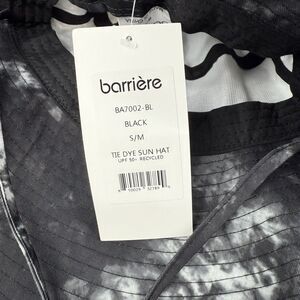 barrière
BA7002-BL
BLACK
S/M
TIE DYE SUN HAT
UPF 50+ RECYCLED